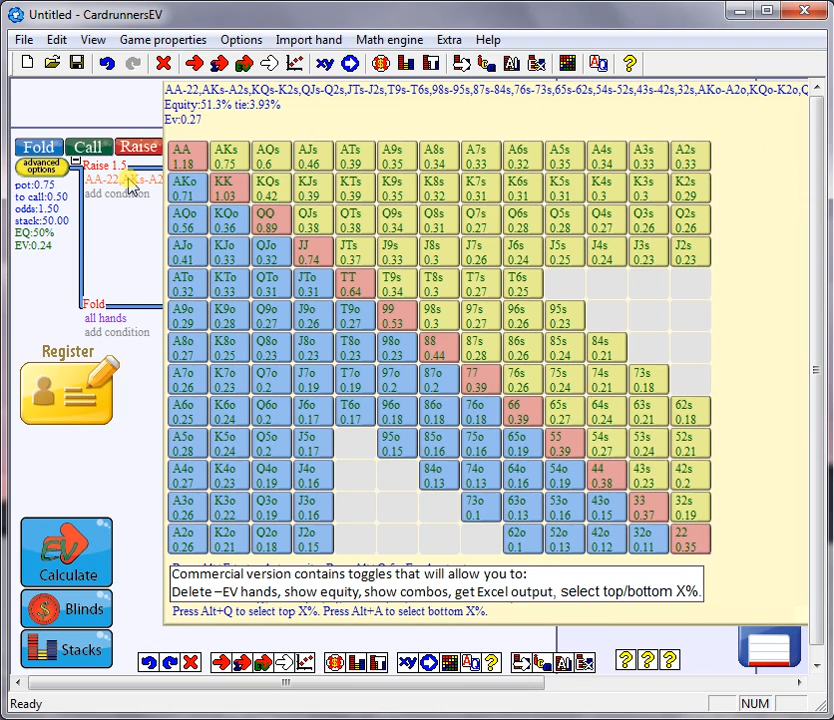 Untitled - CardrunnersEV
File Edit View Game properties Options Import hand Math engine Extra Help
AA-22,AKs-A2s,KQs-K2s,QJs-Q2s,JTs-J2s,T9s-T6s,98s-95s,87s-84s,76s-73s,65s-62s,54s-52s,43s-42s,32s,AKo-A2o,KQo-K2o,Q
Equity:51.3% tie:3.93%
Ev:0.27
Fold Call Raise
advanced
options
Raise 1.5
AA-22,AKs-A2
add condition
pot:0.75
to call:0.50
odds:1.50
stack:50.00
EQ:50%
EV:0.24
Fold
all hands
add condition
Register
Calculate
Blinds
Stacks
AA AKs AQs AJs ATs A9s A8s A7s A6s A5s A4s A3s A2s
1.18 0.75 0.6 0.46 0.39 0.35 0.34 0.33 0.32 0.35 0.34 0.33 0.33
AKo KK KQs KJs KTs K9s K8s K7s K6s K5s K4s K3s K2s
0.71 1.03 0.42 0.39 0.39 0.35 0.32 0.32 0.31 0.31 0.3 0.3 0.29
AQo KQo QQ QJs QTs Q9s Q8s Q7s Q6s Q5s Q4s Q3s Q2s
0.56 0.36 0.89 0.38 0.38 0.34 0.31 0.28 0.28 0.28 0.27 0.26 0.26
AJo KJo QJo JJ JTs J9s J8s J7s J6s J5s J4s J3s J2s
0.41 0.33 0.32 0.74 0.37 0.33 0.3 0.26 0.24 0.25 0.24 0.24 0.23
ATo KTo QTo JTo TT T9s T8s T7s T6s
0.32 0.33 0.31 0.31 0.64 0.34 0.3 0.27 0.25
A9o K9o Q9o J9o T9o 99 98s 97s 96s 95s
0.29 0.28 0.27 0.26 0.27 0.53 0.3 0.27 0.26 0.23
A8o K8o Q8o J8o T8o 98o 88 87s 86s 85s 84s
0.27 0.25 0.23 0.23 0.23 0.23 0.44 0.28 0.26 0.24 0.21
A7o K7o Q7o J7o T7o 97o 87o 77 76s 75s 74s 73s
0.26 0.23 0.2 0.19 0.19 0.2 0.2 0.39 0.26 0.24 0.21 0.18
A6o K6o Q6o J6o T6o 96o 86o 76o 66 65s 64s 63s 62s
0.25 0.24 0.2 0.17 0.17 0.18 0.18 0.18 0.39 0.27 0.24 0.21 0.18
A5o K5o Q5o J5o 95o 85o 75o 65o 55 54s 53s 52s
0.28 0.24 0.2 0.17 0.15 0.16 0.16 0.19 0.39 0.27 0.24 0.21
A4o K4o Q4o J4o 84o 74o 64o 54o 44 43s 42s
0.27 0.23 0.19 0.16 0.13 0.13 0.16 0.19 0.38 0.23 0.2
A3o K3o Q3o J3o 73o 63o 53o 43o 33 32s
0.26 0.22 0.19 0.16 0.1 0.13 0.16 0.15 0.37 0.19
A2o K2o Q2o J2o 62o 52o 42o 32o 22
0.26 0.21 0.18 0.15 0.1 0.13 0.12 0.11 0.35
Commercial version contains toggles that will allow you to:
Delete –EV hands, show equity, show combos, get Excel output, select top/bottom X%.
Press Alt+Q to select top X%. Press Alt+A to select bottom X%.
Ready
NUM